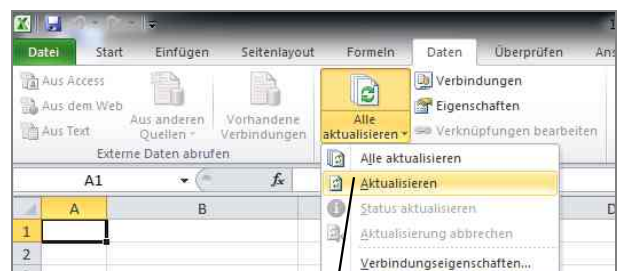 Datei Start Einfügen Seitenlayout Formeln Daten Überprüfen
Aus Access
Aus dem Web
Aus Text
Aus anderen Quellen
Vorhandene Verbindungen
Externe Daten abrufen
Alle aktualisieren
Verbindungen
Eigenschaften
Verknüpfungen bearbeiten
Alle aktualisieren
Aktualisieren
Status aktualisieren
Aktualisierung abbrechen
Verbindungseigenschaften...
A1 fx
A B D
1
2